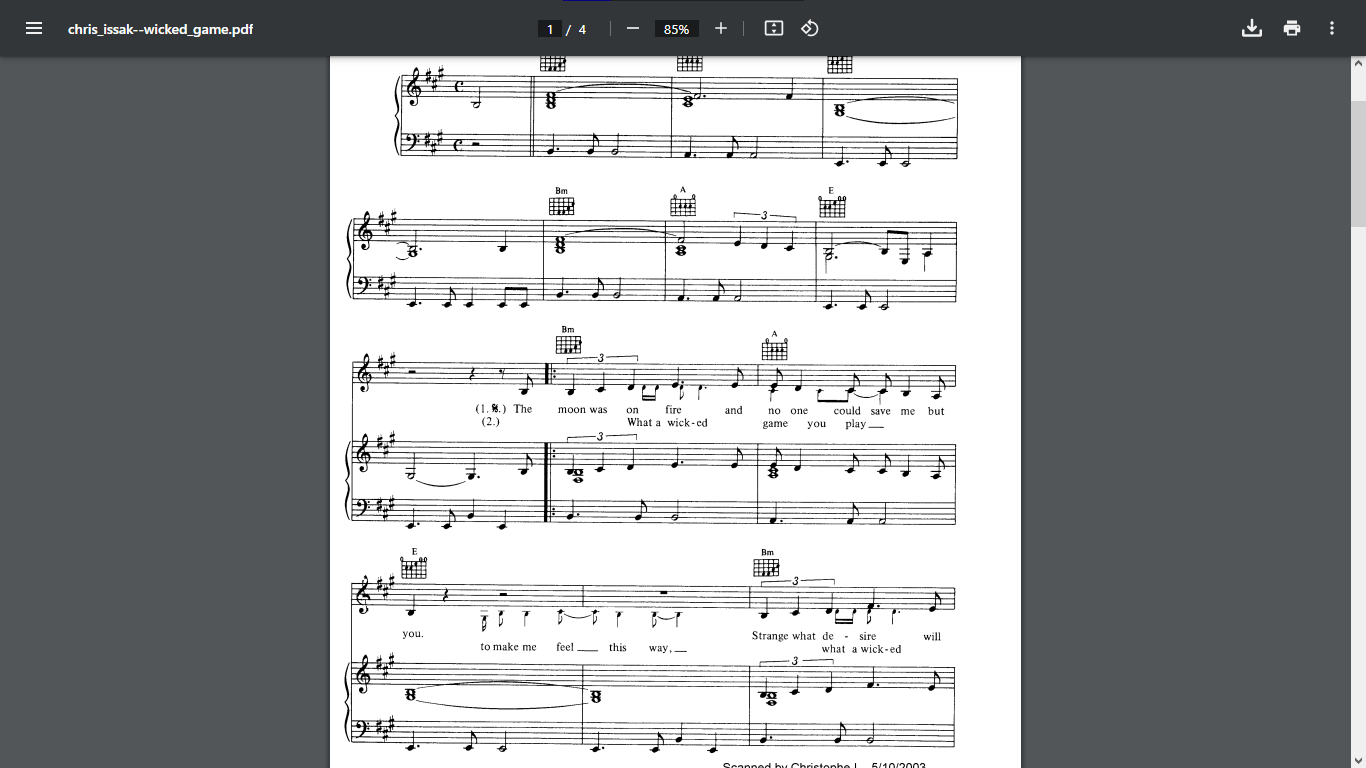 chris_issak--wicked_game.pdf
1 / 4
85%
Bm A E
3
Bm A
3
(1. 𝄋.) The moon was on fire and no one could save me but
(2.) What a wick-ed game you play
3
E Bm
3
you. Strange what de - sire will
to make me feel this way, what a wick-ed
3
Scanned by Christophe
5/10/2003